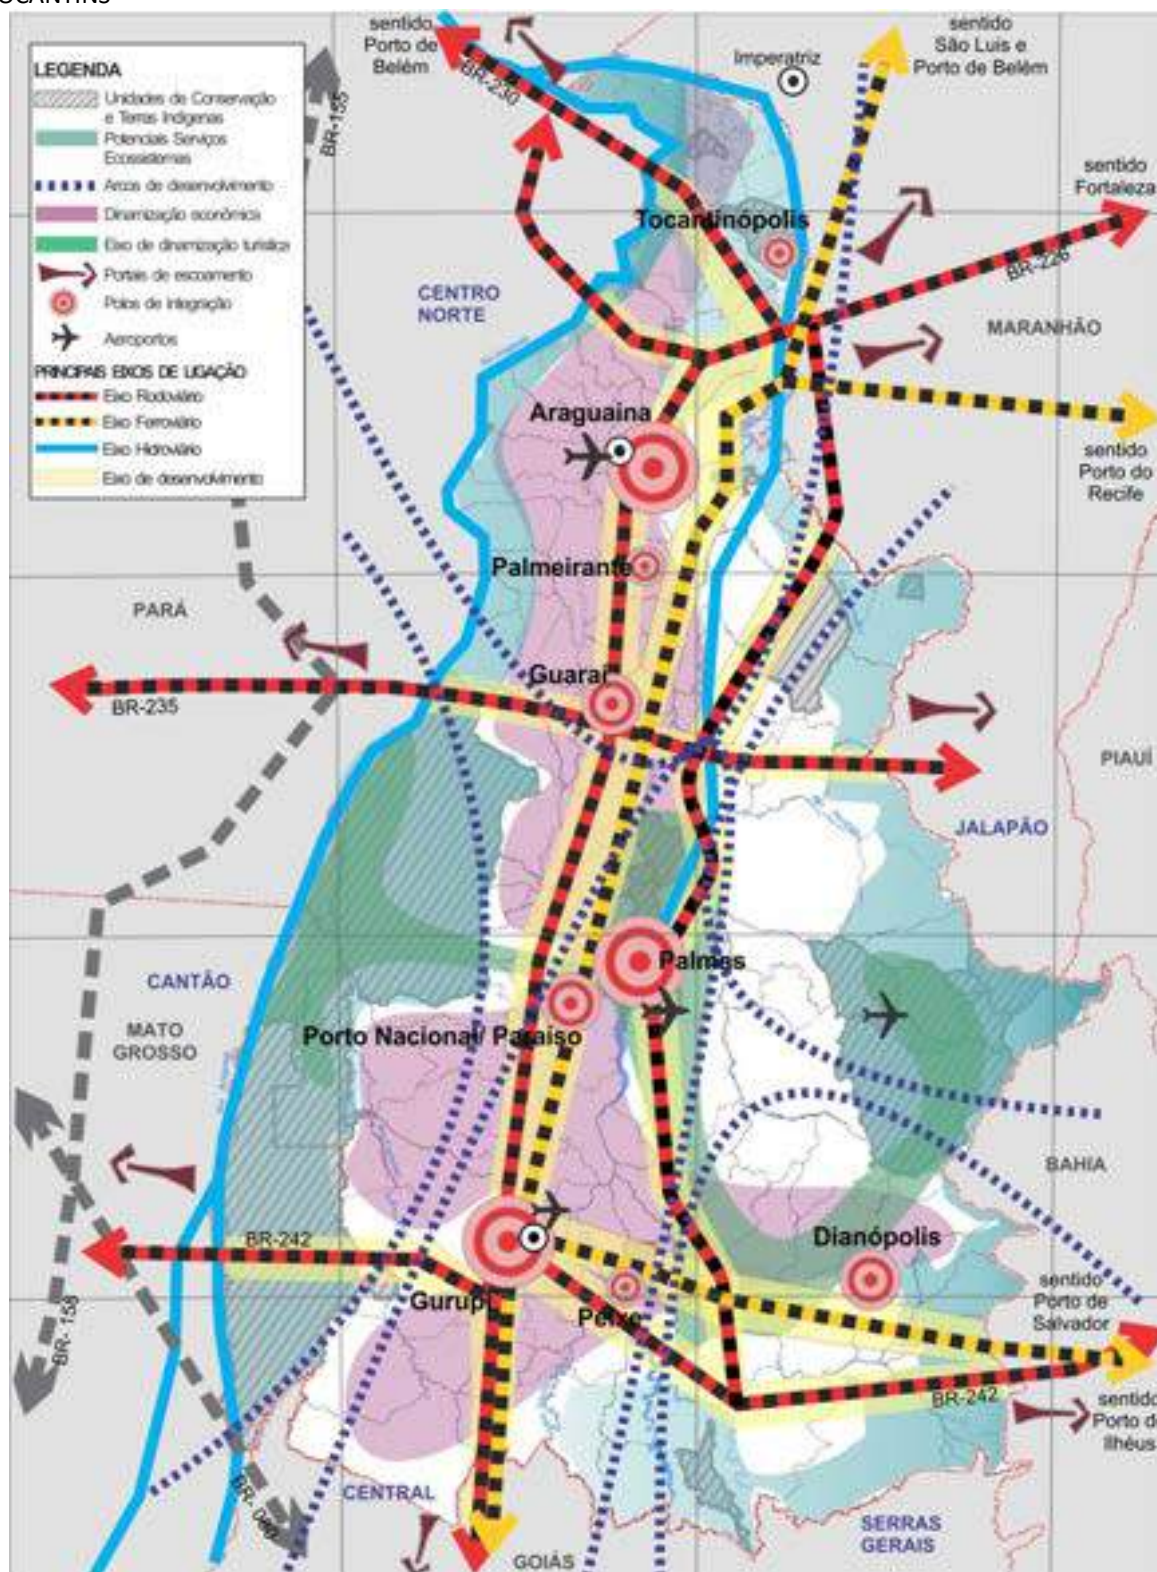 OCANTINS
sentido
Porto de
Belém
sentido
São Luis e
Porto de Belém
Imperatriz
LEGENDA
Unidades de Conservação
e Terras Indígenas
Potenciais Serviços
Ecossistemas
Arcos de desenvolvimento
Dinamização econômica
Eixo de dinamização turística
Portais de escoamento
Polos de integração
Aeroportos
PRINCIPAIS EIXOS DE LIGAÇÃO
Eixo Rodoviário
Eixo Ferroviário
Eixo Hidroviário
Eixo de desenvolvimento
BR-155
BR-230
sentido
Fortaleza
Tocantinópolis
BR-226
CENTRO
NORTE
MARANHÃO
Araguaina
sentido
Porto do
Recife
Palmeirante
PARÁ
Guaraí
BR-235
PIAUÍ
JALAPÃO
Palmas
CANTÃO
MATO
GROSSO
Porto Nacional/ Paraiso
BAHIA
BR-242
Dianópolis
Gurupi
Peixe
sentido
Porto de
Salvador
BR-158
BR-242
sentido
Porto d
Ilhéus
CENTRAL
SERRAS
GERAIS
GOIÁS